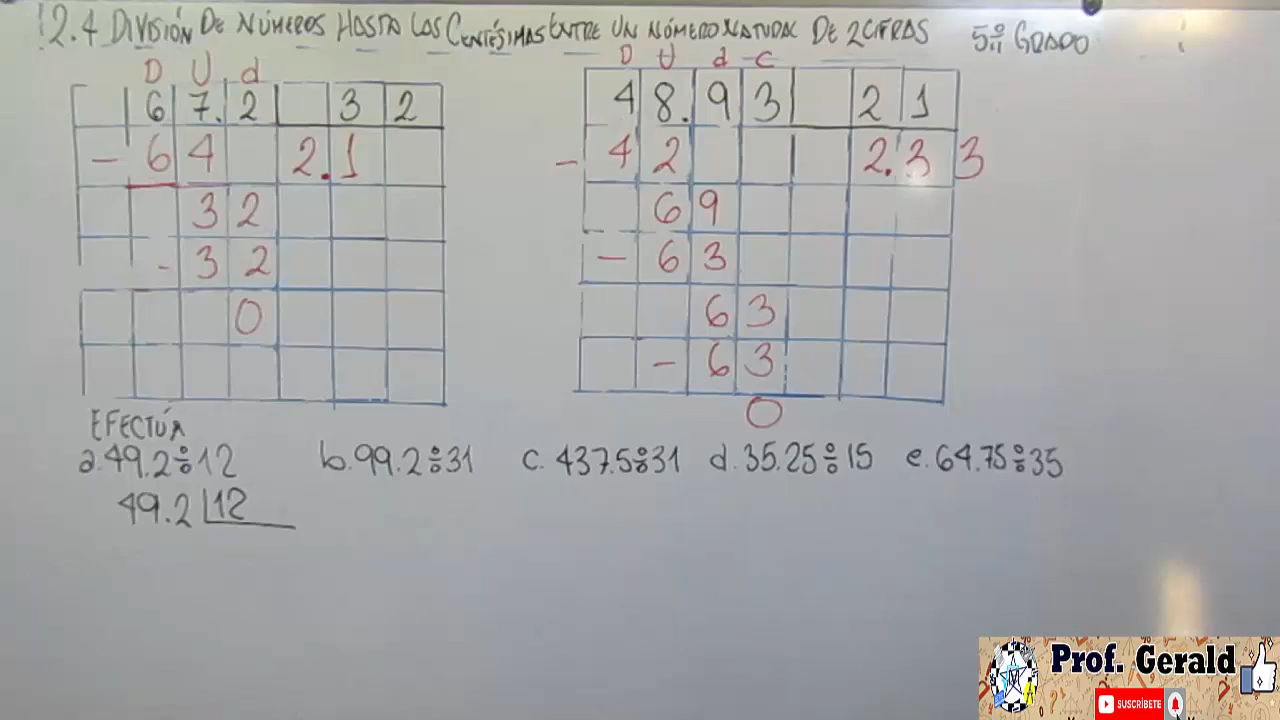 2.4 DIVISIÓN DE NÚMEROS HASTA LAS CENTÉSIMAS ENTRE UN NÚMERO NATURAL DE 2 CIFRAS 5º GRADO
D U d
6 7. 2 3 2
- 6 4 2. 1
3 2
- 3 2
0
D U d c
4 8. 9 3 2 1
- 4 2 2. 3 3
6 9
- 6 3
6 3
- 6 3
0
EFECTÚA
a. 49.2÷12 b. 99.2÷31 c. 437.5÷31 d. 35.25÷15 e. 64.75÷35
49.2 12
Prof. Gerald
SUSCRÍBETE